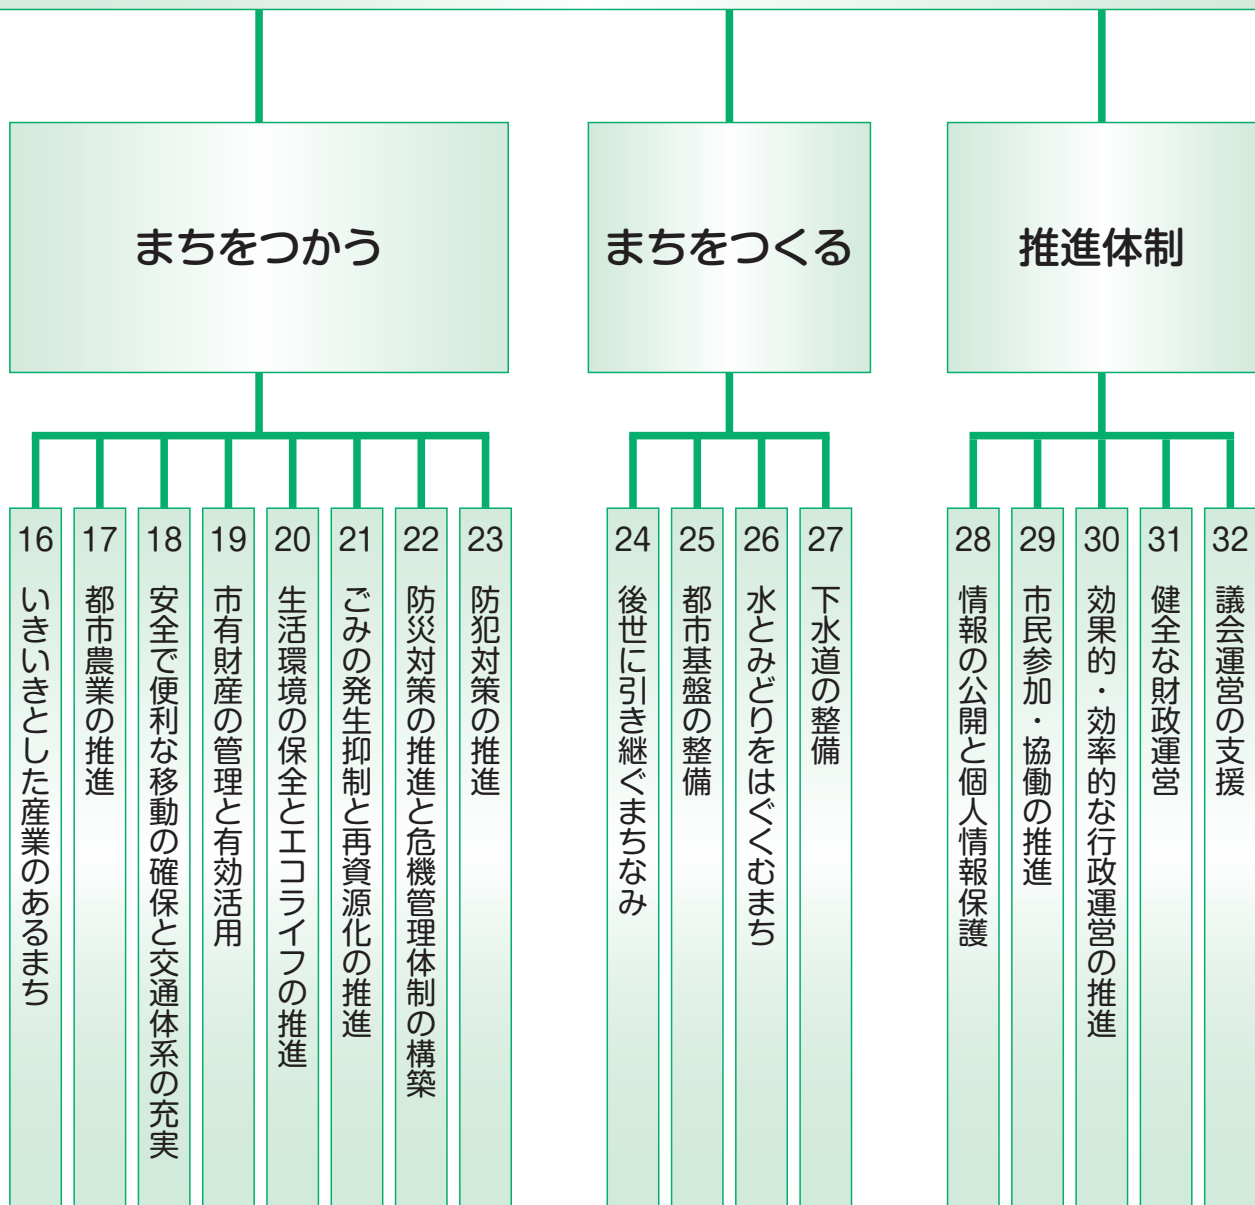 まちをつかう
まちをつくる
推進体制
16 いきいきとした産業のあるまち
17 都市農業の推進
18 安全で便利な移動の確保と交通体系の充実
19 市有財産の管理と有効活用
20 生活環境の保全とエコライフの推進
21 ごみの発生抑制と再資源化の推進
22 防災対策の推進と危機管理体制の構築
23 防犯対策の推進
24 後世に引き継ぐまちなみ
25 都市基盤の整備
26 水とみどりをはぐくむまち
27 下水道の整備
28 情報の公開と個人情報保護
29 市民参加・協働の推進
30 効果的・効率的な行政運営の推進
31 健全な財政運営
32 議会運営の支援